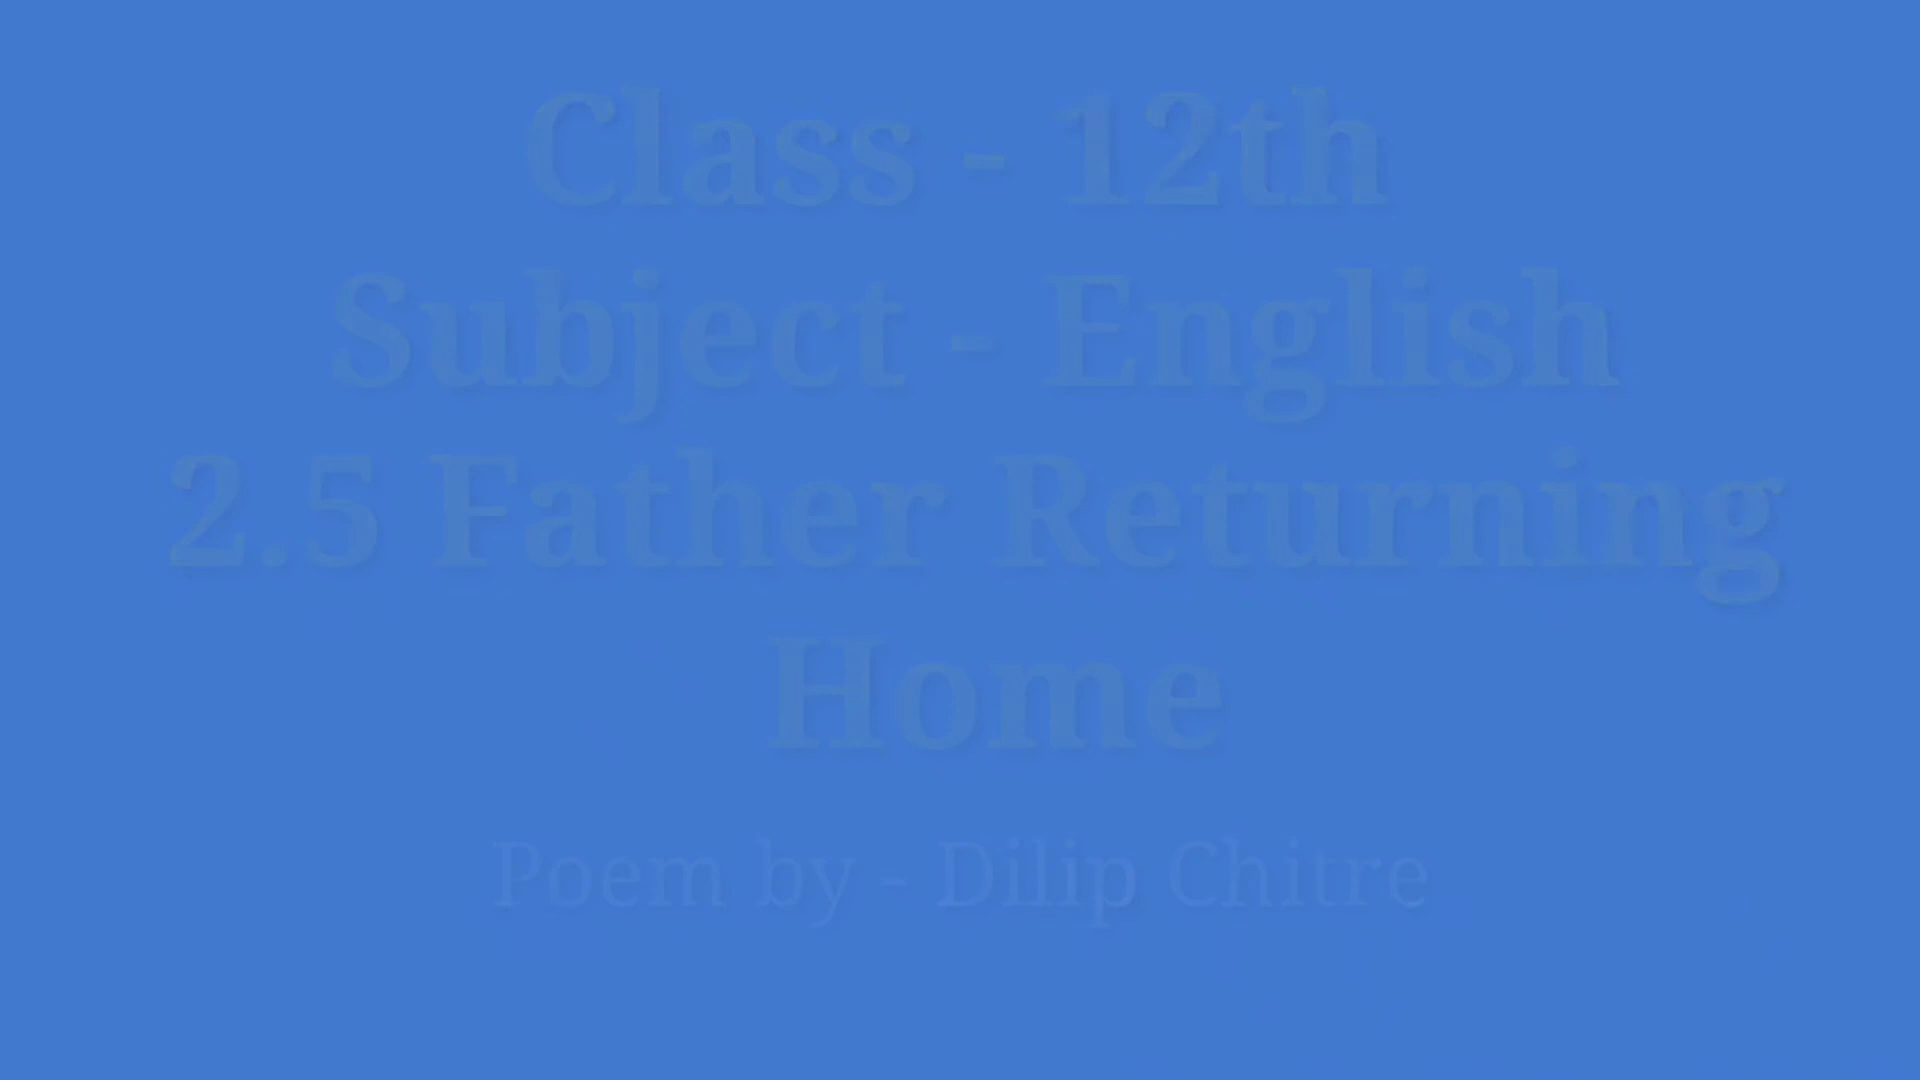 Class - 12th
Subject - English
2.5 Father Returning
Home
Poem by - Dilip Chitre